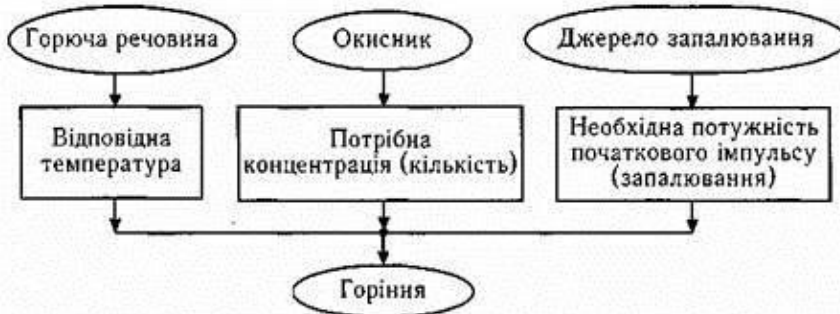 Горюча речовина
Окисник
Джерело запалювання
Відповідна
температура
Потрібна
концентрація (кількість)
Необхідна потужність
початкового імпульсу
(запалювання)
Горіння